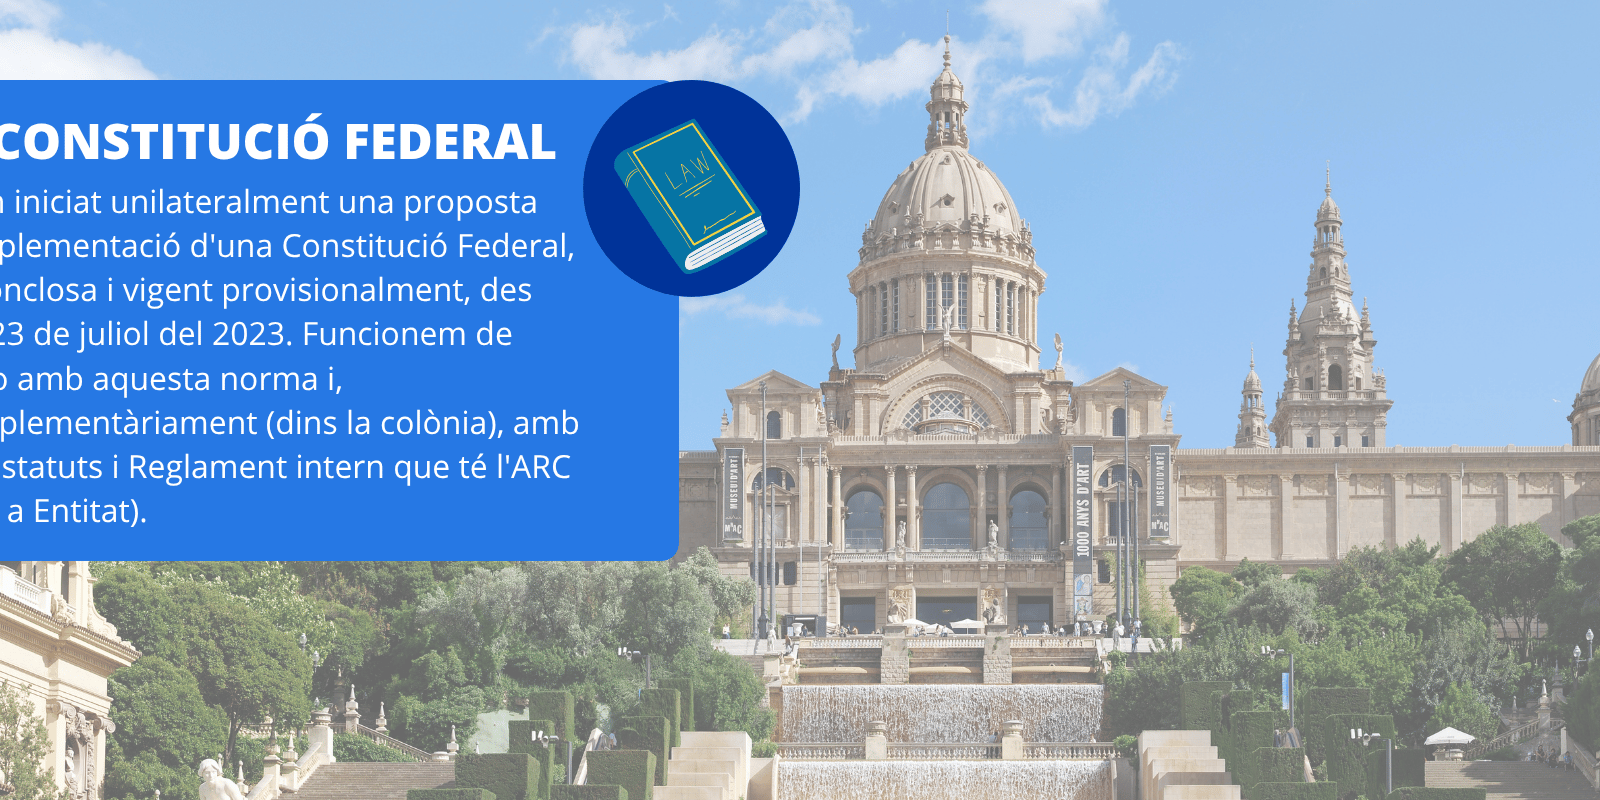 CONSTITUCIÓ FEDERAL
iniciat unilateralment una proposta
plementació d'una Constitució Federal,
nclosa i vigent provisionalment, des
23 de juliol del 2023. Funcionem de
amb aquesta norma i,
plementàriament (dins la colònia), amb
statuts i Reglament intern que té l'ARC
a Entitat).
LAW
MUSEU D'ART
1000 ANYS D'ART
MUSEU D'ART